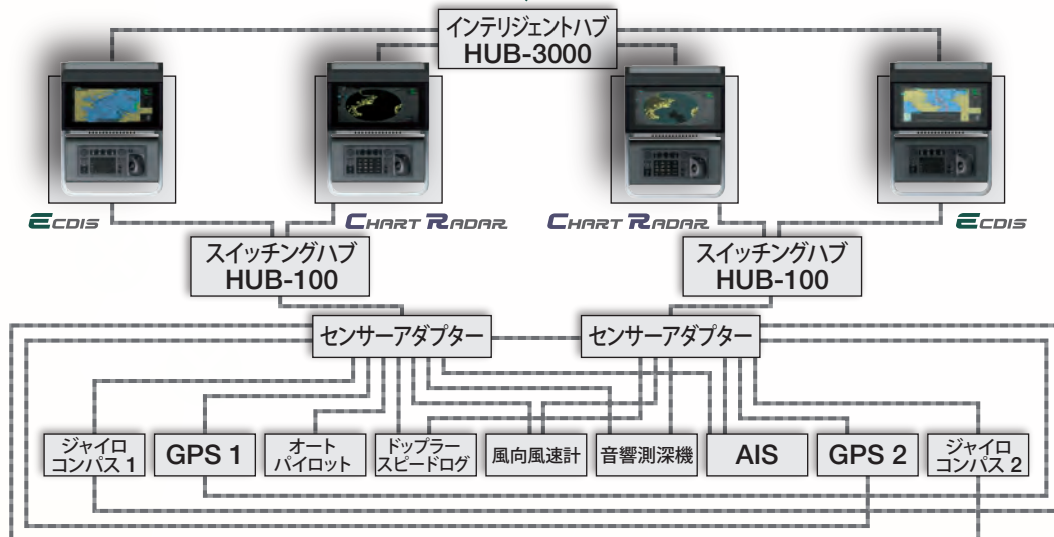 インテリジェントハブ
HUB-3000
ECDIS
CHART RADAR
CHART RADAR
ECDIS
スイッチングハブ
HUB-100
スイッチングハブ
HUB-100
センサーアダプター
センサーアダプター
ジャイロ
コンパス 1
GPS 1
オート
パイロット
ドップラー
スピードログ
風向風速計
音響測深機
AIS
GPS 2
ジャイロ
コンパス 2